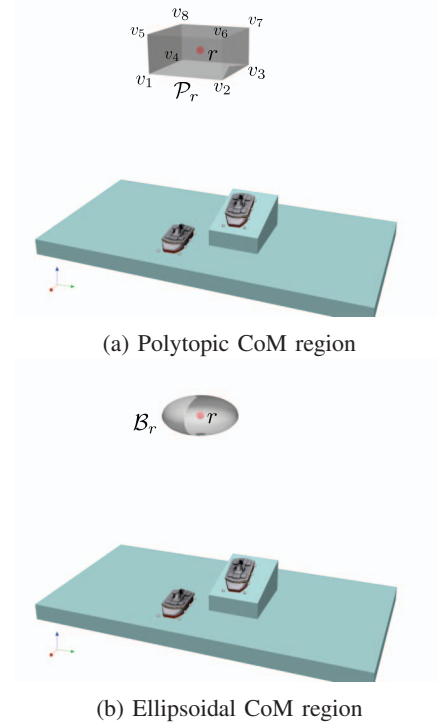 v₈
v₇
v₅
v₆
r
v₄
v₃
v₁
v₂
𝒫ᵣ
(a) Polytopic CoM region
ℬᵣ
r
(b) Ellipsoidal CoM region